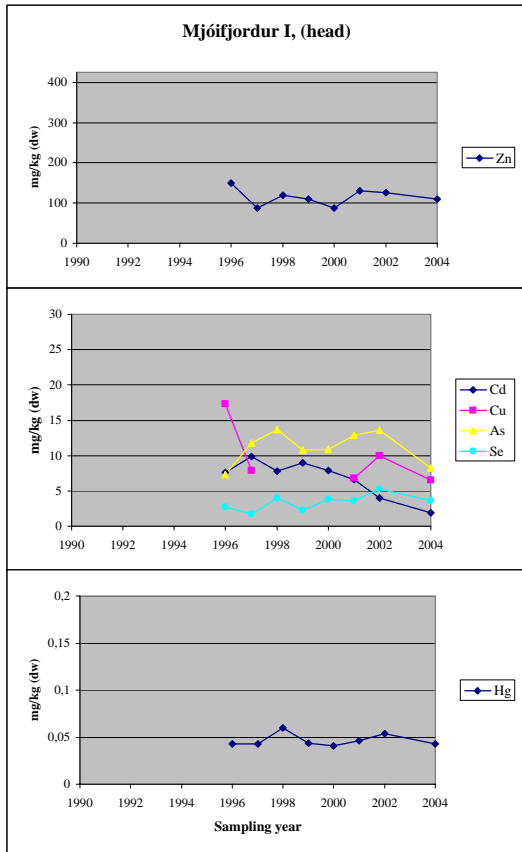 Mjóifjordur I, (head)
mg/kg (dw)
400
300
200
100
0
1990 1992 1994 1996 1998 2000 2002 2004
Zn
mg/kg (dw)
30
25
20
15
10
5
0
1990 1992 1994 1996 1998 2000 2002 2004
Cd
Cu
As
Se
mg/kg (dw)
0,2
0,15
0,1
0,05
0
1990 1992 1994 1996 1998 2000 2002 2004
Sampling year
Hg